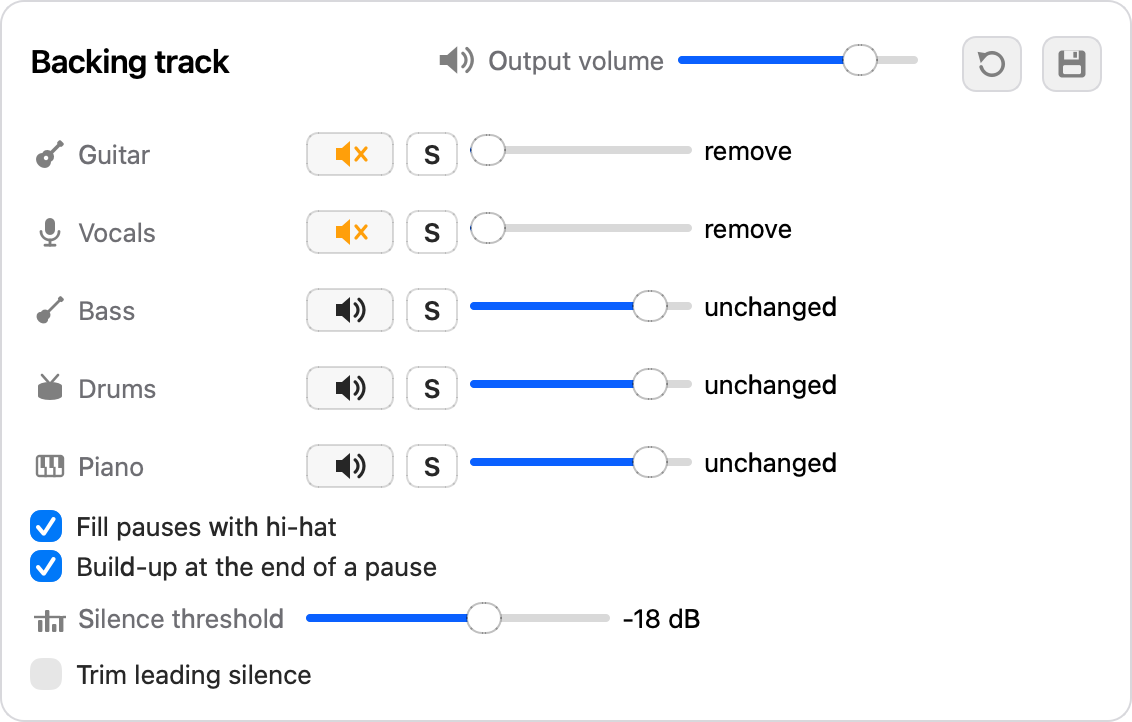 Backing track Output volume
Guitar S remove
Vocals S remove
Bass S unchanged
Drums S unchanged
Piano S unchanged
Fill pauses with hi-hat
Build-up at the end of a pause
Silence threshold -18 dB
Trim leading silence